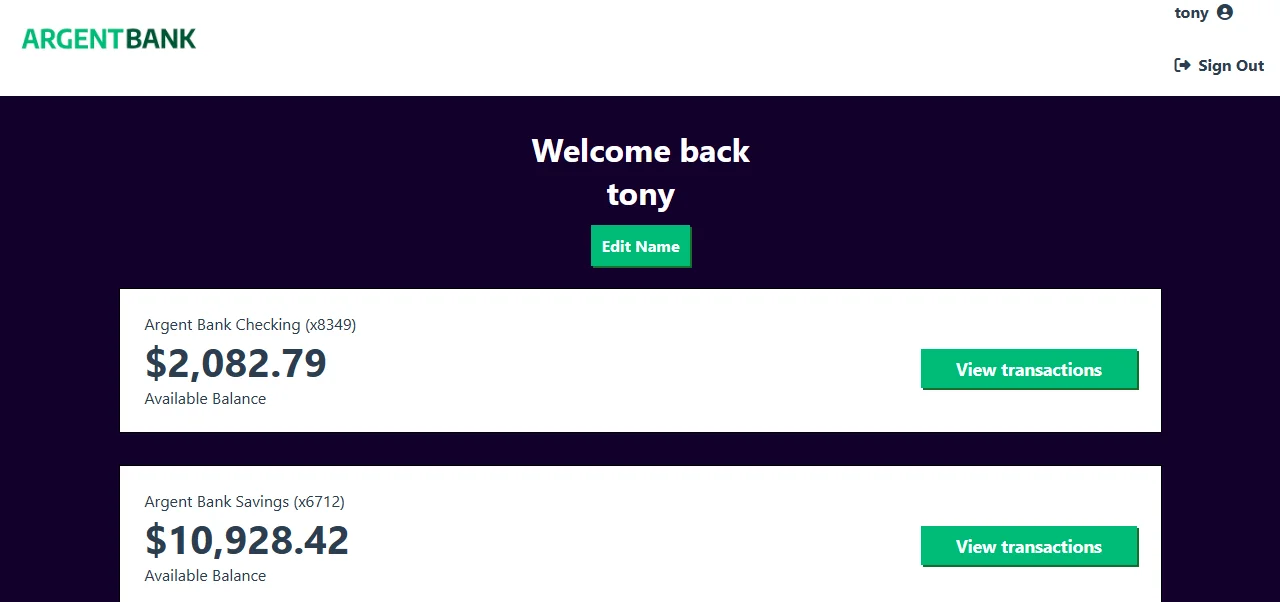 ARGENTBANK
tony
Sign Out
Welcome back
tony
Edit Name
Argent Bank Checking (x8349)
$2,082.79
Available Balance
View transactions
Argent Bank Savings (x6712)
$10,928.42
Available Balance
View transactions